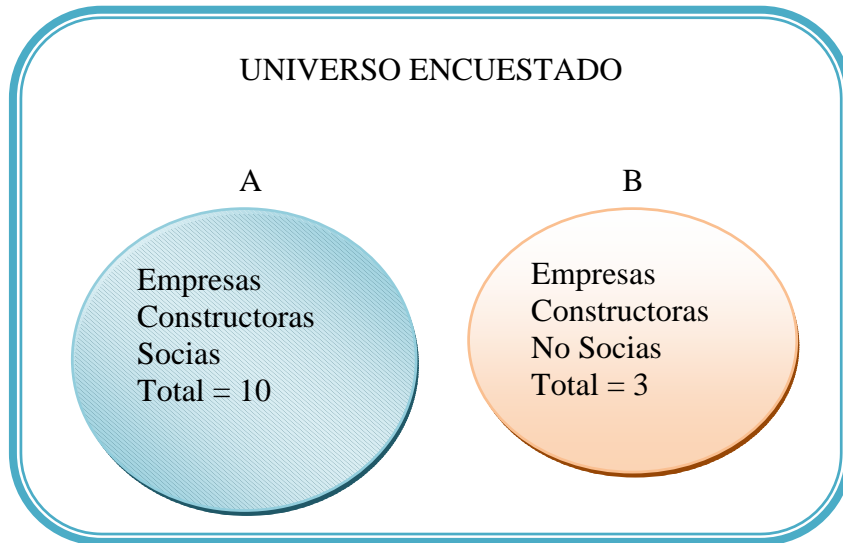 UNIVERSO ENCUESTADO
A
Empresas
Constructoras
Socias
Total = 10
B
Empresas
Constructoras
No Socias
Total = 3